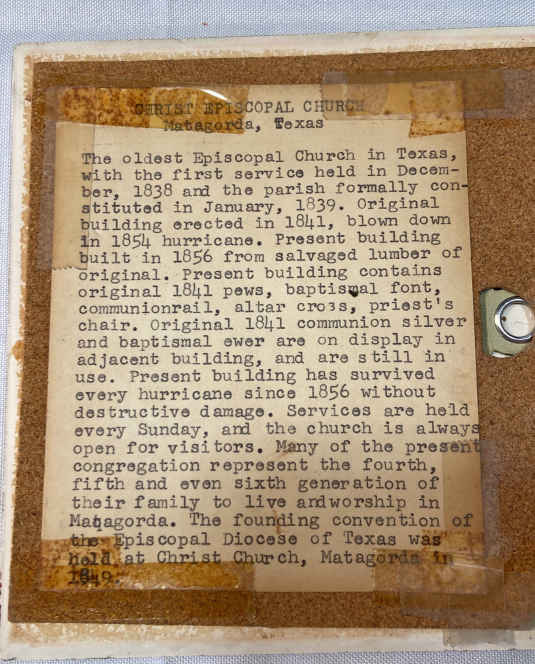 CHRIST EPISCOPAL CHURCH
Matagorda, Texas
The oldest Episcopal Church in Texas,
with the first service held in Decem-
ber, 1838 and the parish formally con-
stituted in January, 1839. Original
building erected in 1841, blown down
in 1854 hurricane. Present building
built in 1856 from salvaged lumber of
original. Present building contains
original 1841 pews, baptismal font,
communionrail, altar cross, priest's
chair. Original 1841 communion silver
and baptismal ewer are on display in
adjacent building, and are still in
use. Present building has survived
every hurricane since 1856 without
destructive damage. Services are held
every Sunday, and the church is always
open for visitors. Many of the present
congregation represent the fourth,
fifth and even sixth generation of
their family to live andworship in
Matagorda. The founding convention of
the Episcopal Diocese of Texas was
held at Christ Church, Matagorda in
1849.